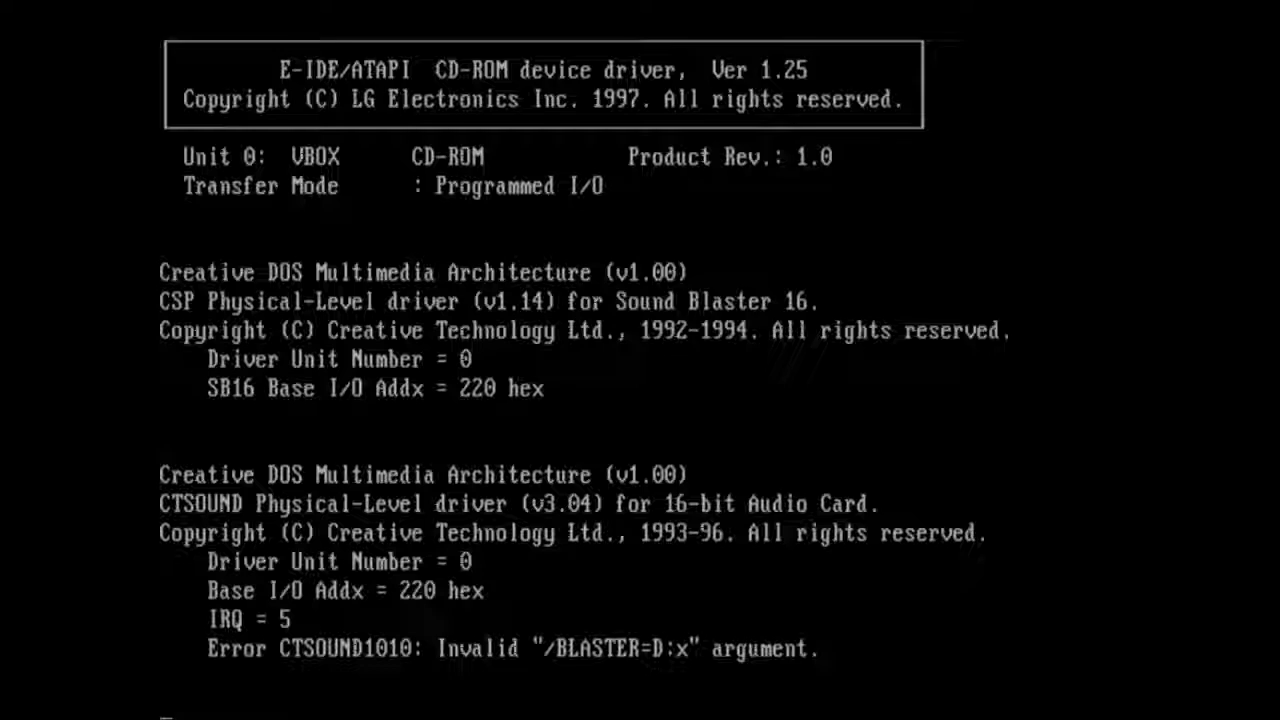 E-IDE/ATAPI CD-ROM device driver, Ver 1.25
Copyright (C) LG Electronics Inc. 1997. All rights reserved.
Unit 0: VBOX CD-ROM Product Rev.: 1.0
Transfer Mode : Programmed I/O
Creative DOS Multimedia Architecture (v1.00)
CSP Physical-Level driver (v1.14) for Sound Blaster 16.
Copyright (C) Creative Technology Ltd., 1992-1994. All rights reserved.
Driver Unit Number = 0
SB16 Base I/O Addx = 220 hex
Creative DOS Multimedia Architecture (v1.00)
CTSOUND Physical-Level driver (v3.04) for 16-bit Audio Card.
Copyright (C) Creative Technology Ltd., 1993-96. All rights reserved.
Driver Unit Number = 0
Base I/O Addx = 220 hex
IRQ = 5
Error CTSOUND1010: Invalid "/BLASTER=D:x" argument.